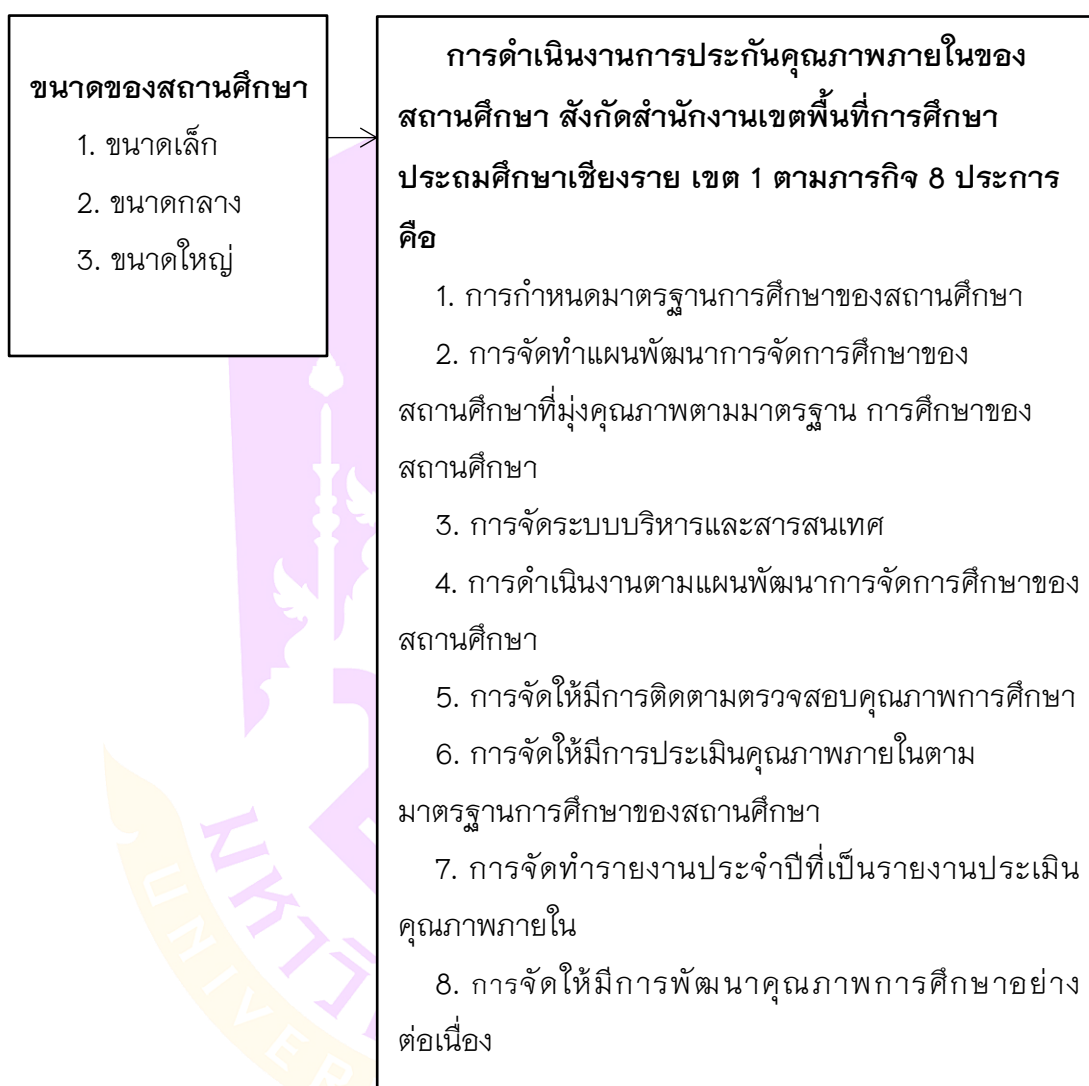 ขนาดของสถานศึกษา
1. ขนาดเล็ก
2. ขนาดกลาง
3. ขนาดใหญ่
การดำเนินงานการประกันคุณภาพภายในของ
สถานศึกษา สังกัดสำนักงานเขตพื้นที่การศึกษา
ประถมศึกษาเชียงราย เขต 1 ตามภารกิจ 8 ประการ
คือ
1. การกำหนดมาตรฐานการศึกษาของสถานศึกษา
2. การจัดทำแผนพัฒนาการจัดการศึกษาของ
สถานศึกษาที่มุ่งคุณภาพตามมาตรฐาน การศึกษาของ
สถานศึกษา
3. การจัดระบบบริหารและสารสนเทศ
4. การดำเนินงานตามแผนพัฒนาการจัดการศึกษาของ
สถานศึกษา
5. การจัดให้มีการติดตามตรวจสอบคุณภาพการศึกษา
6. การจัดให้มีการประเมินคุณภาพภายในตาม
มาตรฐานการศึกษาของสถานศึกษา
7. การจัดทำรายงานประจำปีที่เป็นรายงานประเมิน
คุณภาพภายใน
8. การจัดให้มีการพัฒนาคุณภาพการศึกษาอย่าง
ต่อเนื่อง